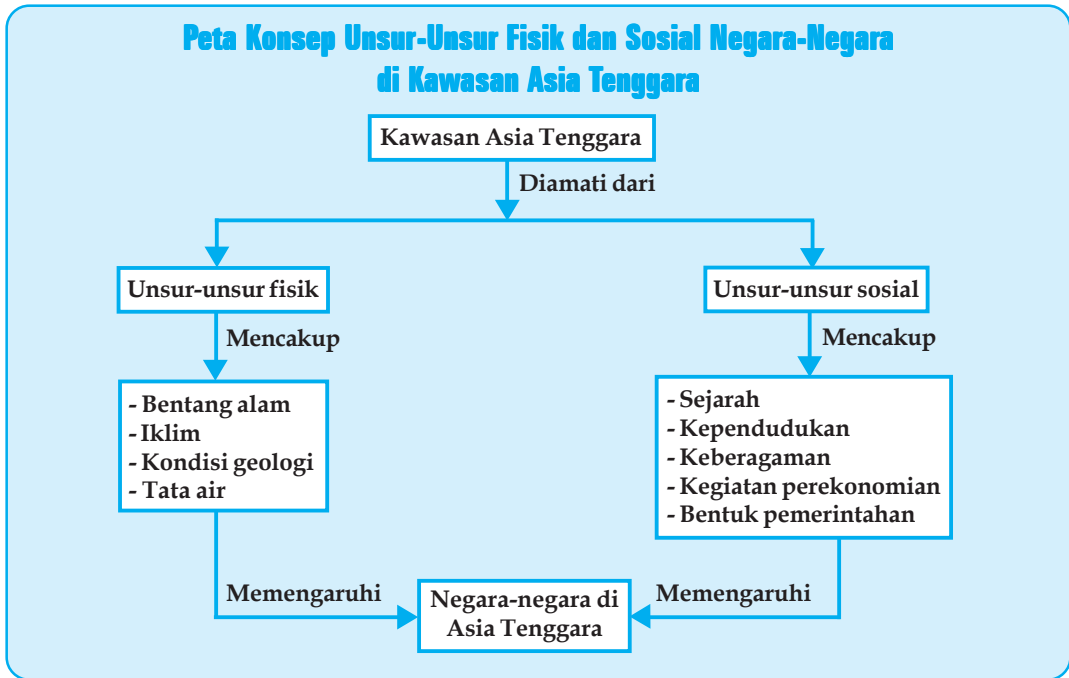 Peta Konsep Unsur-Unsur Fisik dan Sosial Negara-Negara
di Kawasan Asia Tenggara
Kawasan Asia Tenggara
Diamati dari
Unsur-unsur fisik
Unsur-unsur sosial
Mencakup
Mencakup
- Bentang alam
- Iklim
- Kondisi geologi
- Tata air
- Sejarah
- Kependudukan
- Keberagaman
- Kegiatan perekonomian
- Bentuk pemerintahan
Memengaruhi
Negara-negara di
Asia Tenggara
Memengaruhi